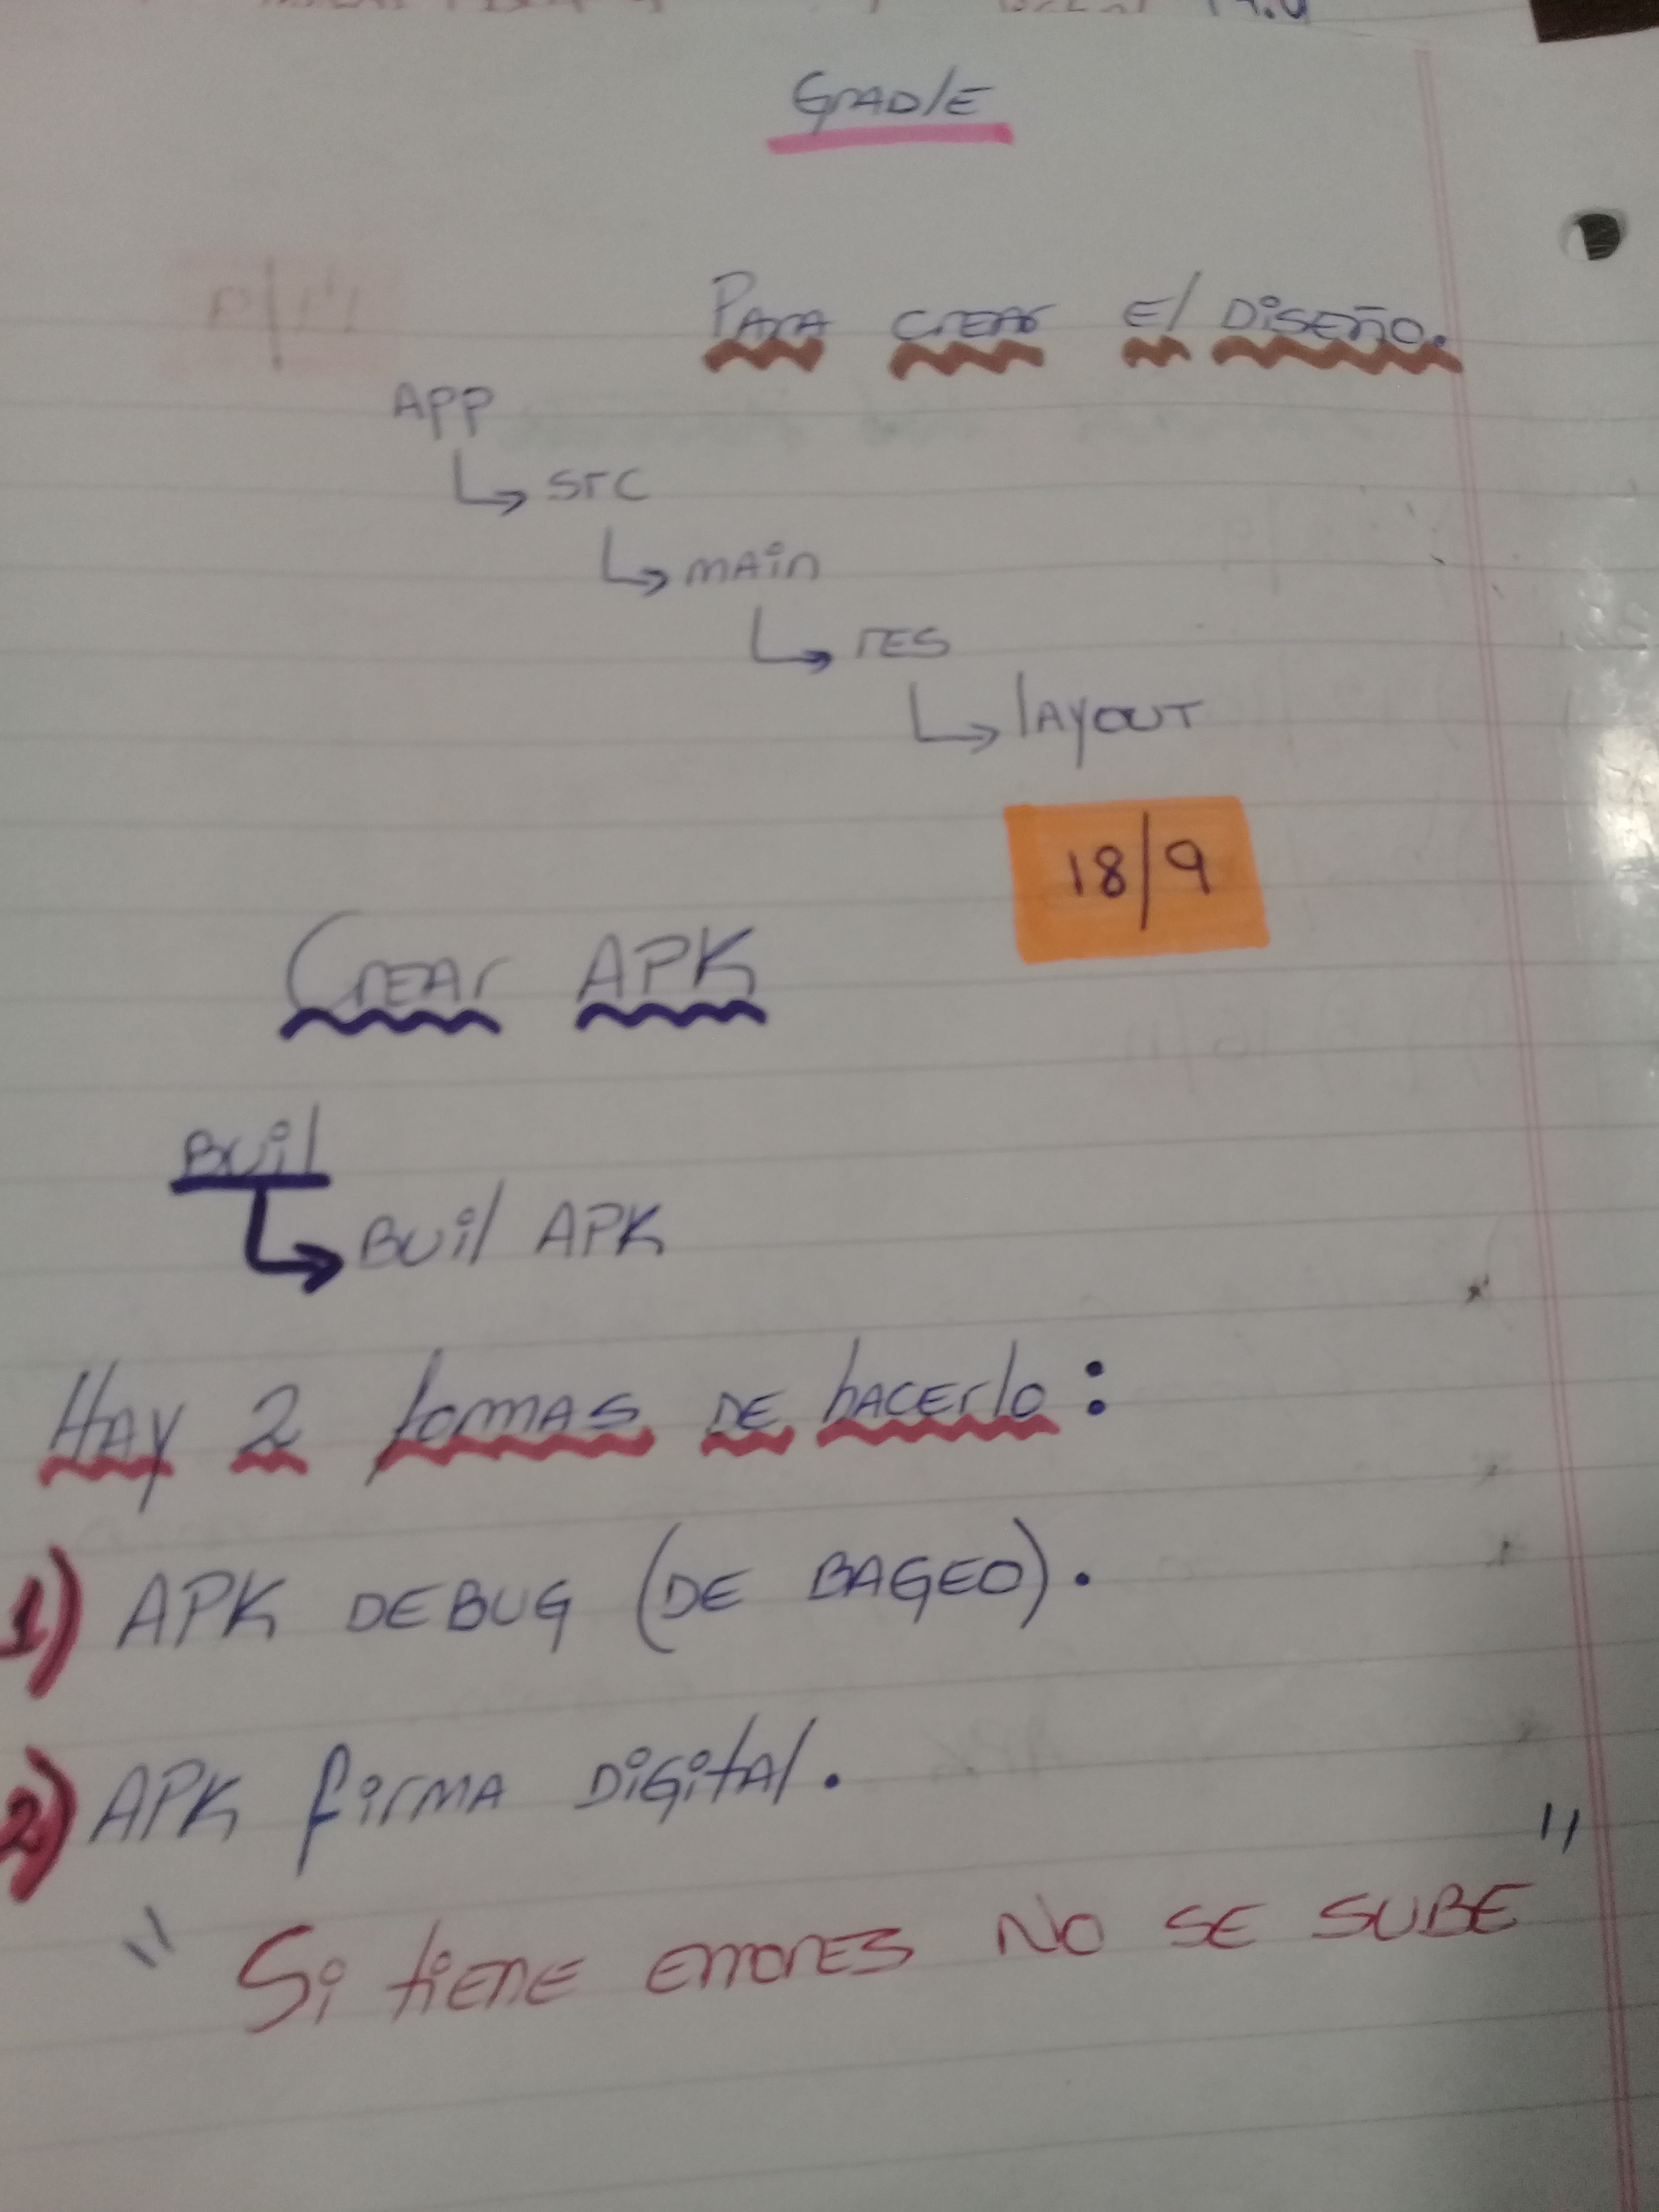 GRADlE
PARA CREAR El DiSEÑO.
APP
src
MAiN
rES
lAYOUT
18/9
CrEAr APK
BUil
BUil APK
HAy 2 formAS DE hACErlo:
1) APK DEBUG (DE BAGEO).
2) APK firMA DiGitAl.
" Si tiENE ErrorES No SE SUBE "